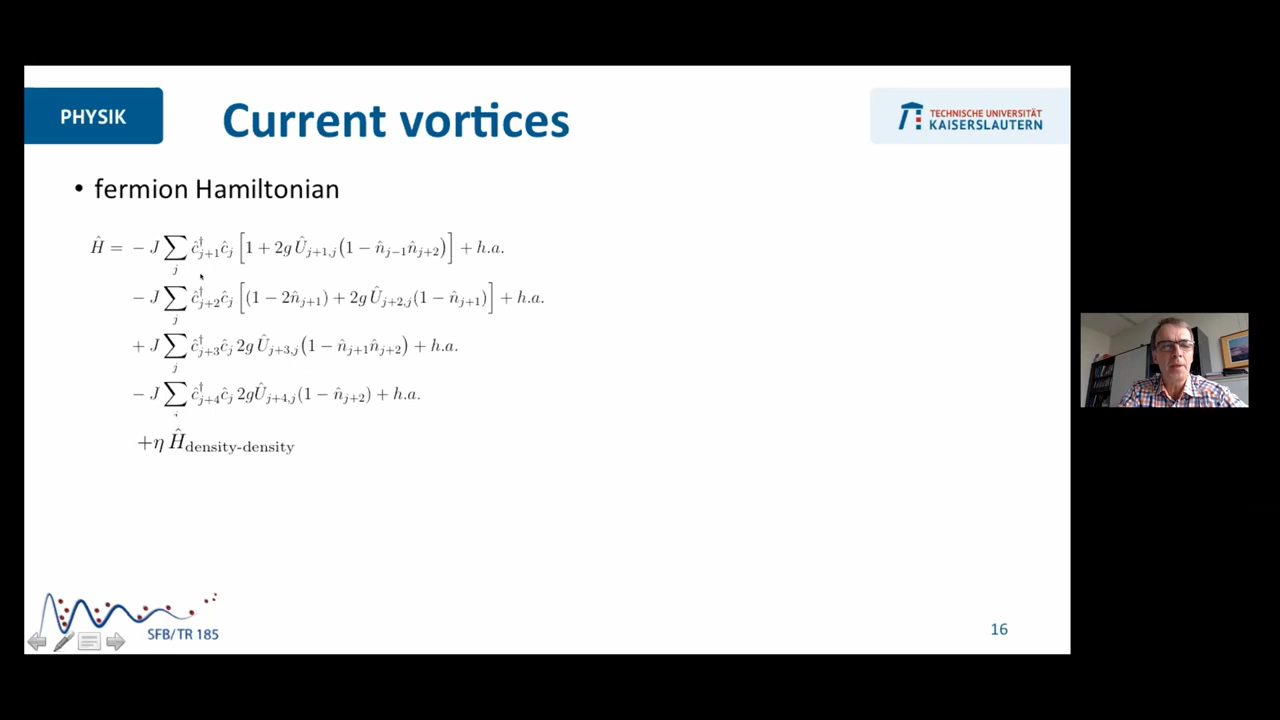 PHYSIK
Current vortices
TECHNISCHE UNIVERSITÄT
KAISERSLAUTERN
• fermion Hamiltonian
Ĥ = − J ∑_j ĉ†_{j+1} ĉ_j [1 + 2g Û_{j+1,j} (1 − n̂_{j−1} n̂_{j+2})] + h.a.
− J ∑_j ĉ†_{j+2} ĉ_j [(1 − 2n̂_{j+1}) + 2g Û_{j+2,j} (1 − n̂_{j+1})] + h.a.
+ J ∑_j ĉ†_{j+3} ĉ_j 2g Û_{j+3,j} (1 − n̂_{j+1} n̂_{j+2}) + h.a.
− J ∑ ĉ†_{j+4} ĉ_j 2g Û_{j+4,j} (1 − n̂_{j+2}) + h.a.
+η Ĥ_{density-density}
SFB/TR 185
16